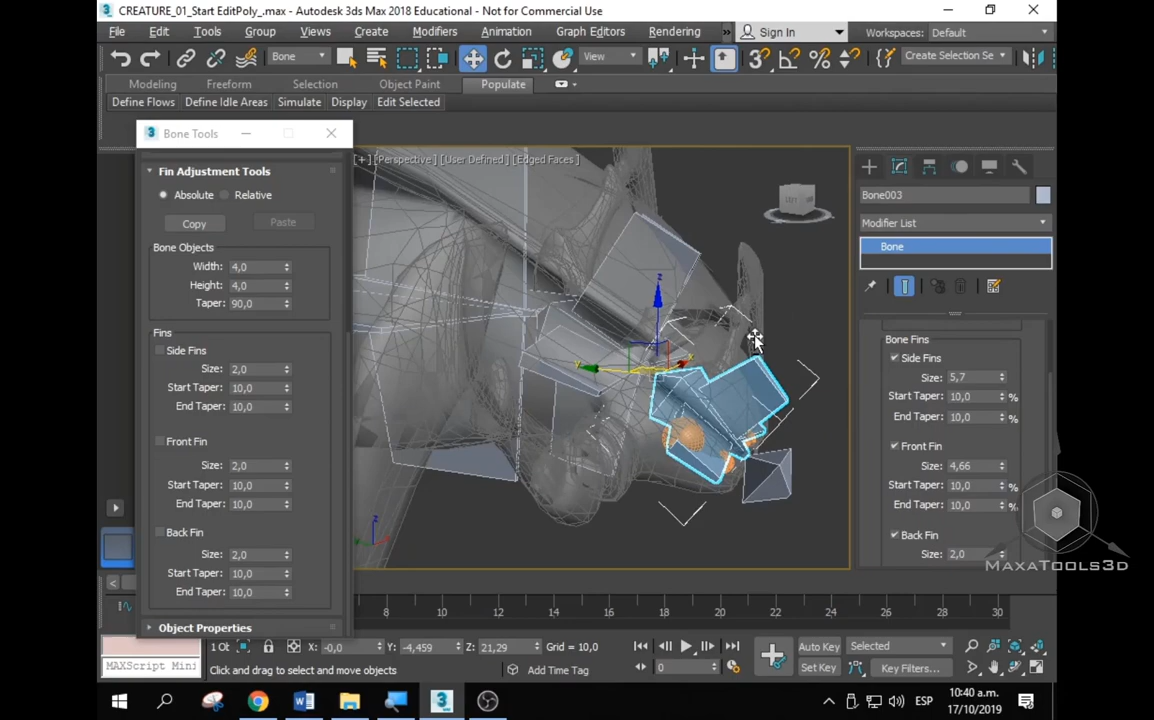 CREATURE_01_Start EditPoly_.max - Autodesk 3ds Max 2018 Educational - Not for Commercial Use
File Edit Tools Group Views Create Modifiers Animation Graph Editors Rendering » Sign In Workspaces: Default
Bone View Create Selection Se
Modeling Freeform Selection Object Paint Populate
Define Flows Define Idle Areas Simulate Display Edit Selected
3 Bone Tools
Fin Adjustment Tools
Absolute Relative
Copy Paste
Bone Objects
Width: 4,0
Height: 4,0
Taper: 90,0
Fins
Side Fins
Size: 2,0
Start Taper: 10,0
End Taper: 10,0
Front Fin
Size: 2,0
Start Taper: 10,0
End Taper: 10,0
Back Fin
Size: 2,0
Start Taper: 10,0
End Taper: 10,0
Object Properties
[+] [Perspective] [User Defined] [Edged Faces]
z
x
y
z
x
Bone003
Modifier List
Bone
Bone Fins
Side Fins
Size: 5,7
Start Taper: 10,0 %
End Taper: 10,0 %
Front Fin
Size: 4,66
Start Taper: 10,0 %
End Taper: 10,0 %
Back Fin
Size: 2,0
MAXATOOLS3D
8 10 12 14 16 18 20 22 24 26 28 30
1 Ob X: -0,0 Y: -4,459 Z: 21,29 Grid = 10,0
Auto Key Selected
MAXScript Mini
Click and drag to select and move objects
Add Time Tag
0
Set Key Key Filters...
ESP
10:40 a.m.
17/10/2019